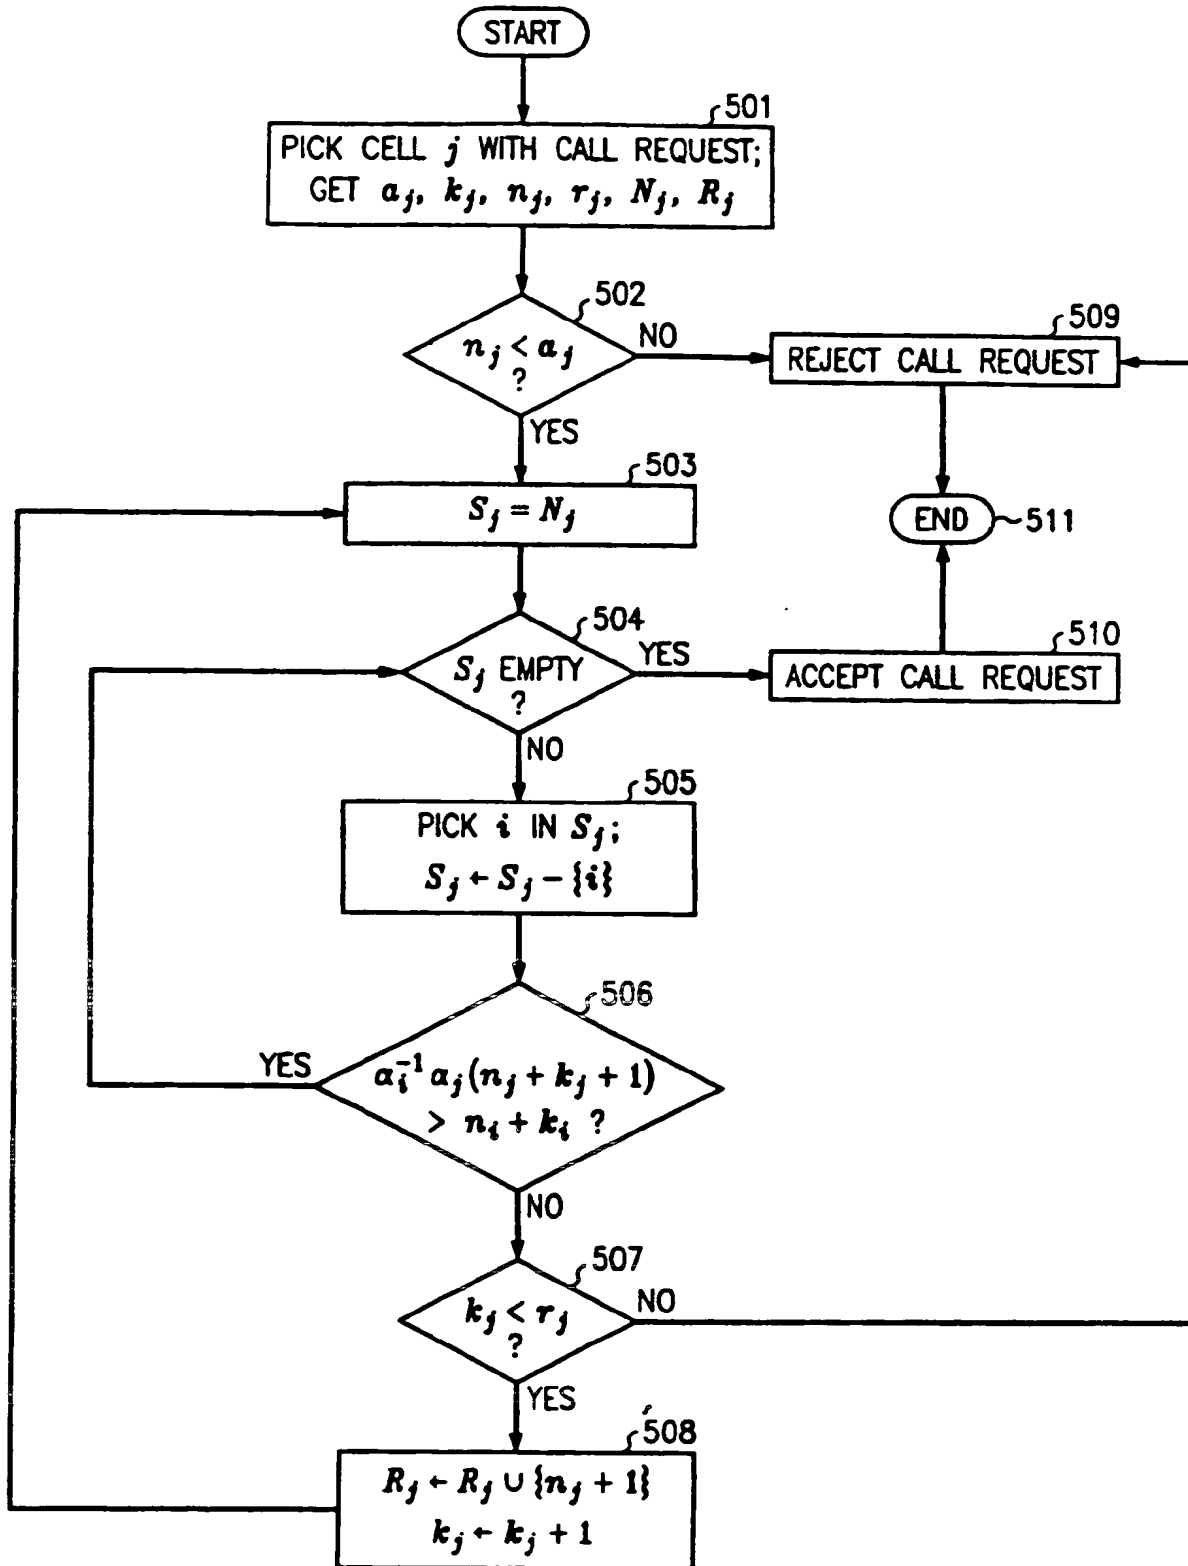 START
501
PICK CELL j WITH CALL REQUEST;
GET a_j, k_j, n_j, r_j, N_j, R_j
502
n_j < a_j
?
NO
YES
509
REJECT CALL REQUEST
503
S_j = N_j
END
511
504
S_j EMPTY
?
YES
NO
510
ACCEPT CALL REQUEST
505
PICK i IN S_j;
S_j ← S_j − {i}
506
α_i^{-1} α_j (n_j + k_j + 1)
> n_i + k_i ?
YES
NO
507
k_j < r_j
?
NO
YES
508
R_j ← R_j ∪ {n_j + 1}
k_j ← k_j + 1